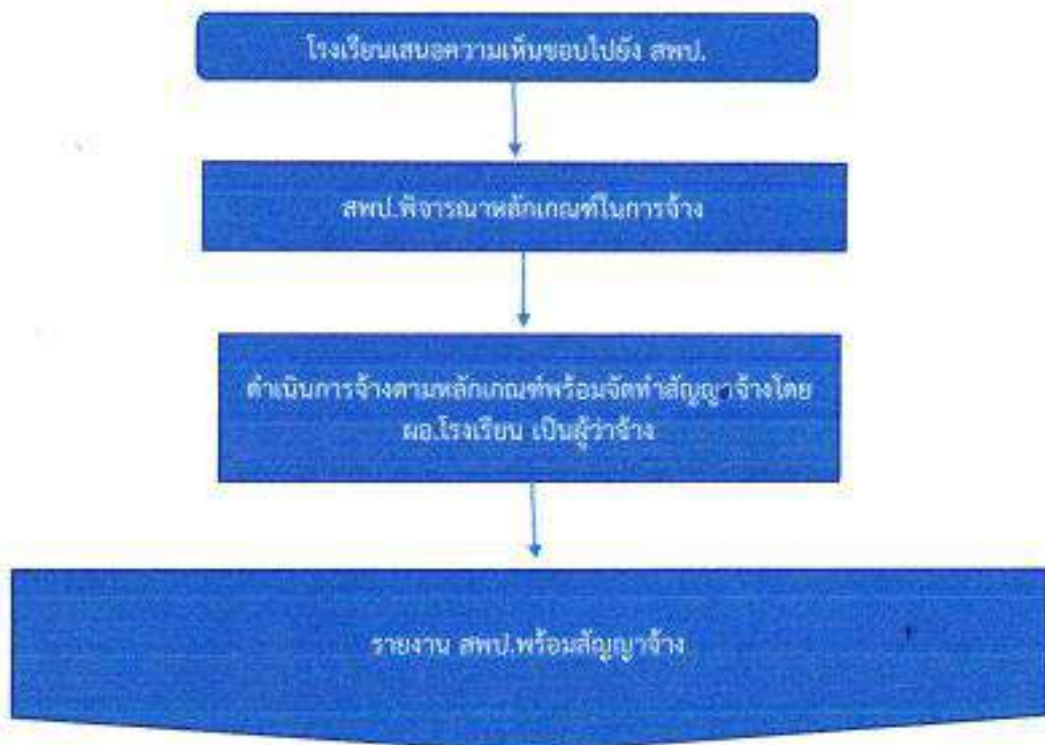 โรงเรียนเสนอความเห็นชอบไปยัง สพป.
สพป.พิจารณาหลักเกณฑ์ในการจ้าง
ดำเนินการจ้างตามหลักเกณฑ์พร้อมจัดทำสัญญาจ้างโดย
ผอ.โรงเรียน เป็นผู้ว่าจ้าง
รายงาน สพป.พร้อมสัญญาจ้าง